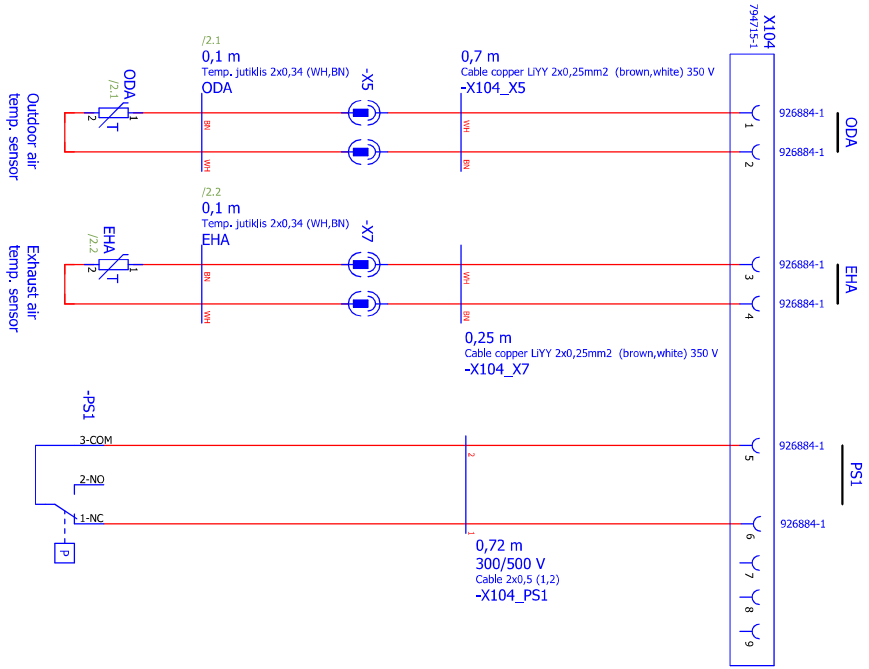 X104
794715-1
/2.1
0,1 m
Temp. jutiklis 2x0,34 (WH,BN)
ODA
-X5
0,7 m
Cable copper LiYY 2x0,25mm2 (brown,white) 350 V
-X104_X5
ODA
/2.1
1
2
T
Outdoor air
temp. sensor
BN
WH
WH
BN
1
2
926884-1
926884-1
ODA
/2.2
0,1 m
Temp. jutiklis 2x0,34 (WH,BN)
EHA
-X7
EHA
/2.2
1
2
T
Exhaust air
temp. sensor
BN
WH
WH
BN
3
4
926884-1
926884-1
EHA
0,25 m
Cable copper LiYY 2x0,25mm2 (brown,white) 350 V
-X104_X7
-PS1
3-COM
2-NO
1-NC
P
2
1
0,72 m
300/500 V
Cable 2x0,5 (1,2)
-X104_PS1
5
6
7
8
9
926884-1
926884-1
PS1